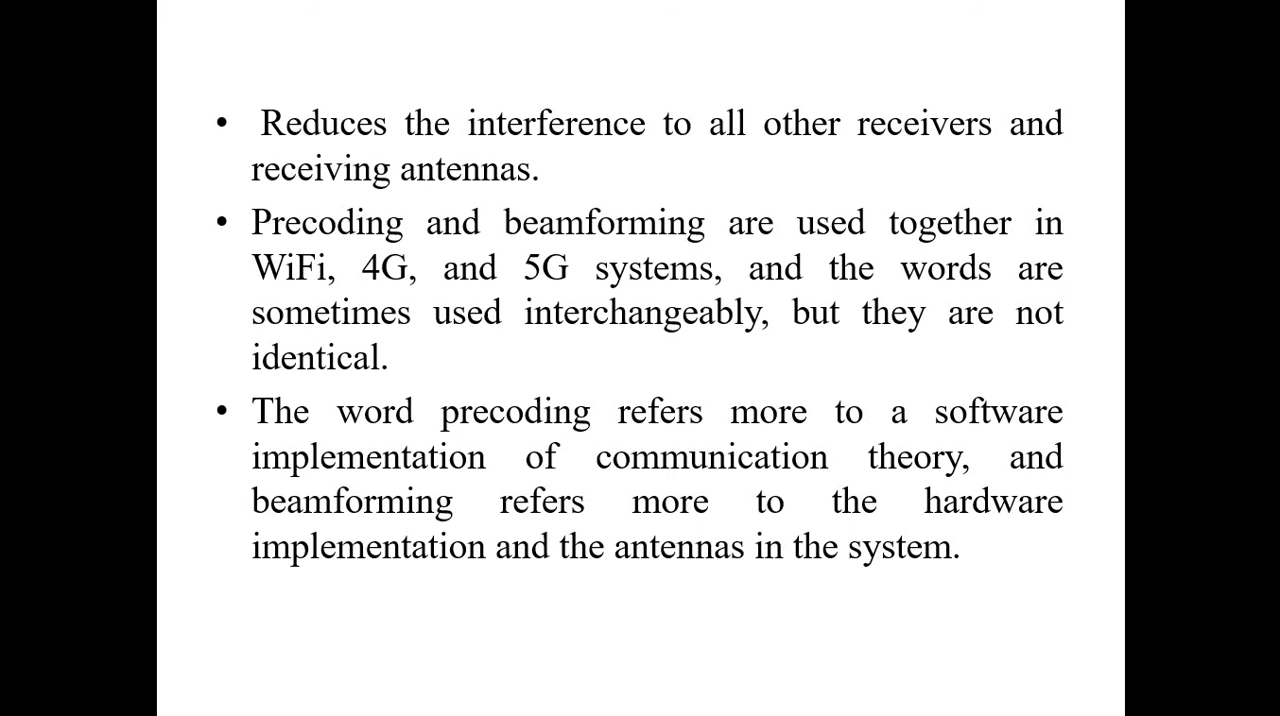 • Reduces the interference to all other receivers and
receiving antennas.
• Precoding and beamforming are used together in
WiFi, 4G, and 5G systems, and the words are
sometimes used interchangeably, but they are not
identical.
• The word precoding refers more to a software
implementation of communication theory, and
beamforming refers more to the hardware
implementation and the antennas in the system.